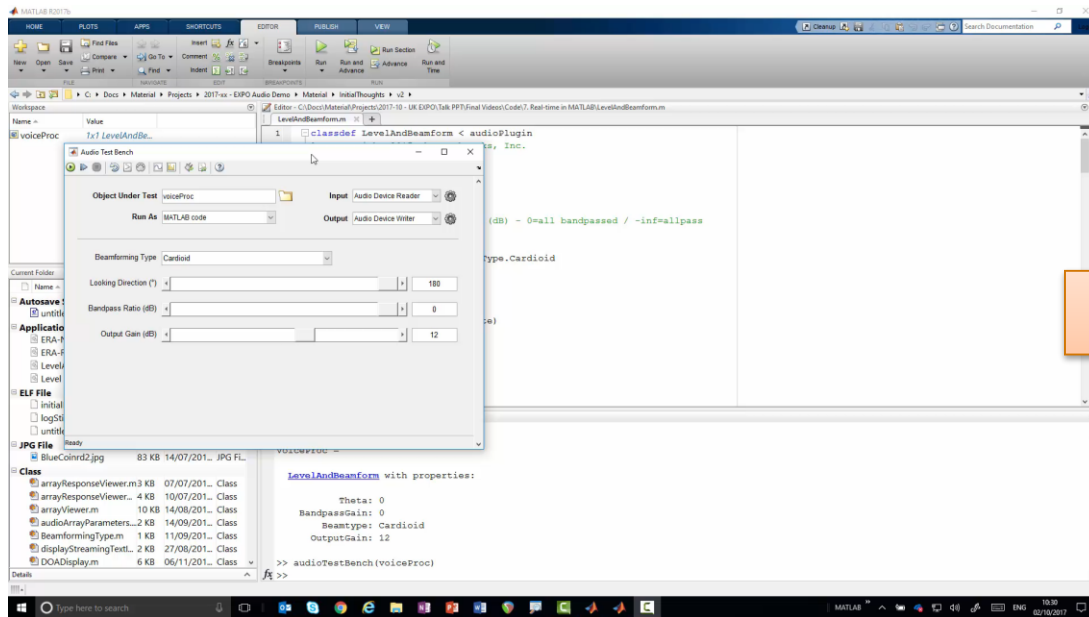 MATLAB R2017b
HOME PLOTS APPS SHORTCUTS EDITOR PUBLISH VIEW
Cleanup Search Documentation
New Open Save Find Files Compare Print Go To Find Insert Comment Indent Breakpoints Run Run and Advance Run Section Advance Run and Time
FILE NAVIGATE EDIT BREAKPOINTS RUN
C: Docs Material Projects 2017-xx - EXPO Audio Demo Material InitialThoughts v2
Workspace
Name Value
voiceProc 1x1 LevelAndBe...
Editor - C:\Docs\Material\Projects\2017-10 - UK EXPO\Talk PPT\Final Videos\Code\7. Real-time in MATLAB\LevelAndBeamform.m
LevelAndBeamform.m
1 classdef LevelAndBeamform < audioPlugin
ks, Inc.
(dB) - 0=all bandpassed / -inf=allpass
Type.Cardioid
te)
Audio Test Bench
Object Under Test voiceProc Input Audio Device Reader
Run As MATLAB code Output Audio Device Writer
Beamforming Type Cardioid
Looking Direction (°) 180
Bandpass Ratio (dB) 0
Output Gain (dB) 12
Ready
Current Folder
Name
Autosave
untitle
Applicatio
ERA-
ERA-
Level
Level
ELF File
initial
logSti
untitle
JPG File
BlueCoinrd2.jpg 83 KB 14/07/201... JPG Fi...
Class
arrayResponseViewer.m 3 KB 07/07/201... Class
arrayResponseViewer... 4 KB 10/07/201... Class
arrayViewer.m 10 KB 14/08/201... Class
audioArrayParameters... 2 KB 14/09/201... Class
BeamformingType.m 1 KB 11/09/201... Class
displayStreamingTextI... 2 KB 27/08/201... Class
DOADisplay.m 6 KB 06/11/201... Class
Details
voiceProc =
LevelAndBeamform with properties:
Theta: 0
BandpassGain: 0
Beamtype: Cardioid
OutputGain: 12
>> audioTestBench(voiceProc)
fx >>
Type here to search
MATLAB ENG 10:30
02/10/2017